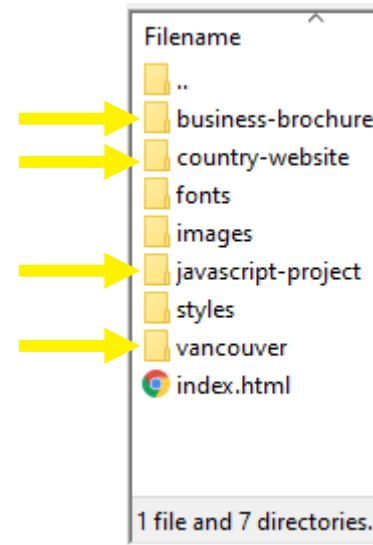 Filename
..
business-brochure
country-website
fonts
images
javascript-project
styles
vancouver
index.html
1 file and 7 directories.